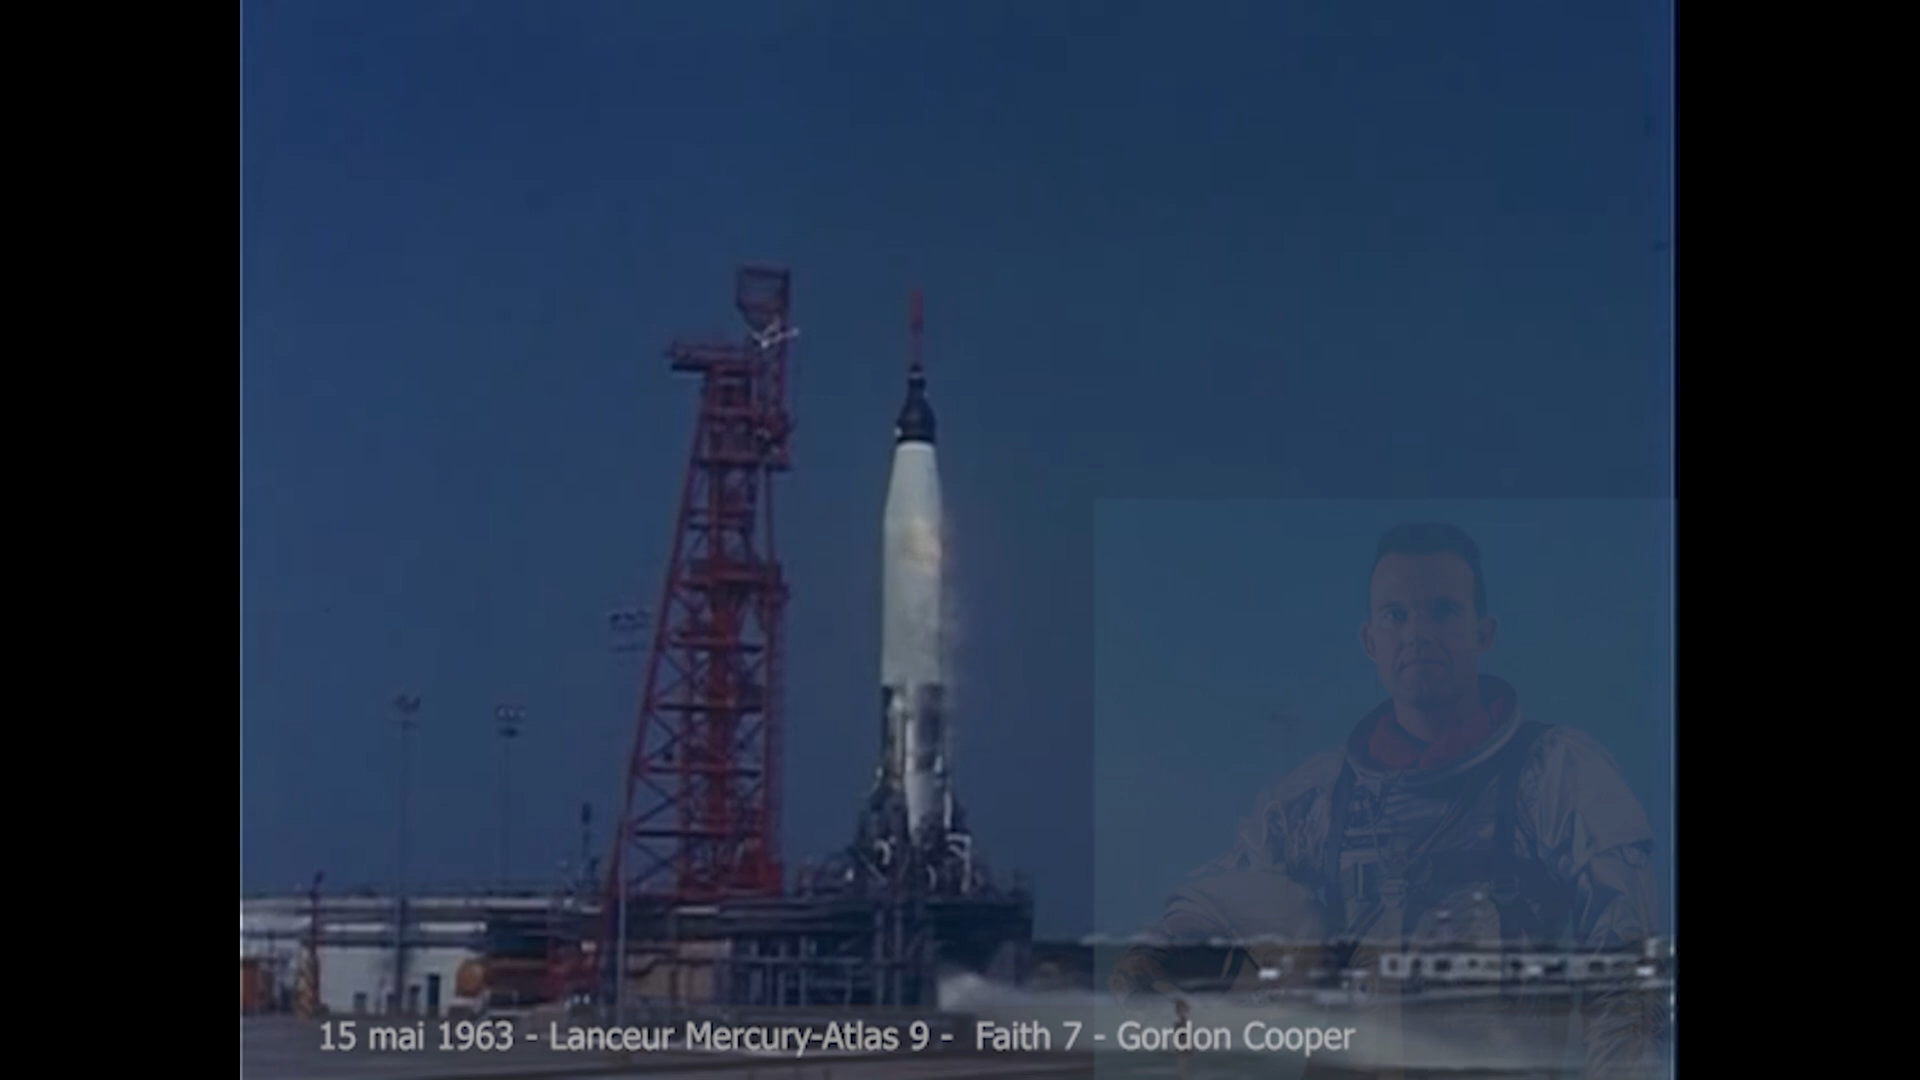 15 mai 1963 - Lanceur Mercury-Atlas 9 - Faith 7 - Gordon Cooper